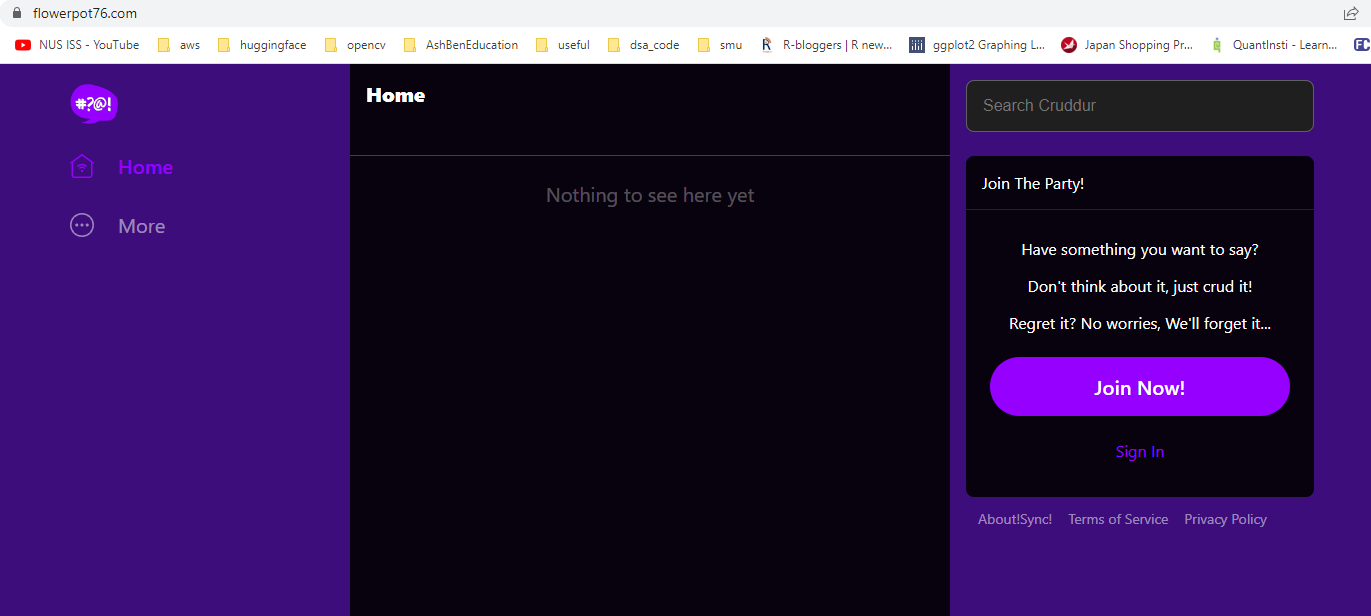 flowerpot76.com
NUS ISS - YouTube aws huggingface opencv AshBenEducation useful dsa_code smu R-bloggers | R new... ggplot2 Graphing L... Japan Shopping Pr... QuantInsti - Learn... FC
#?@!
Home
More
Home
Nothing to see here yet
Search Cruddur
Join The Party!
Have something you want to say?
Don't think about it, just crud it!
Regret it? No worries, We'll forget it...
Join Now!
Sign In
About!Sync! Terms of Service Privacy Policy